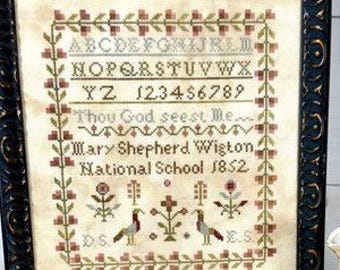 ABCDEFGHIJKLM
NOPQRSTUVWX
YZ 123456789
Thou God seest Me
Mary Shepherd Wigton
National School 1852
D.S. E.S.